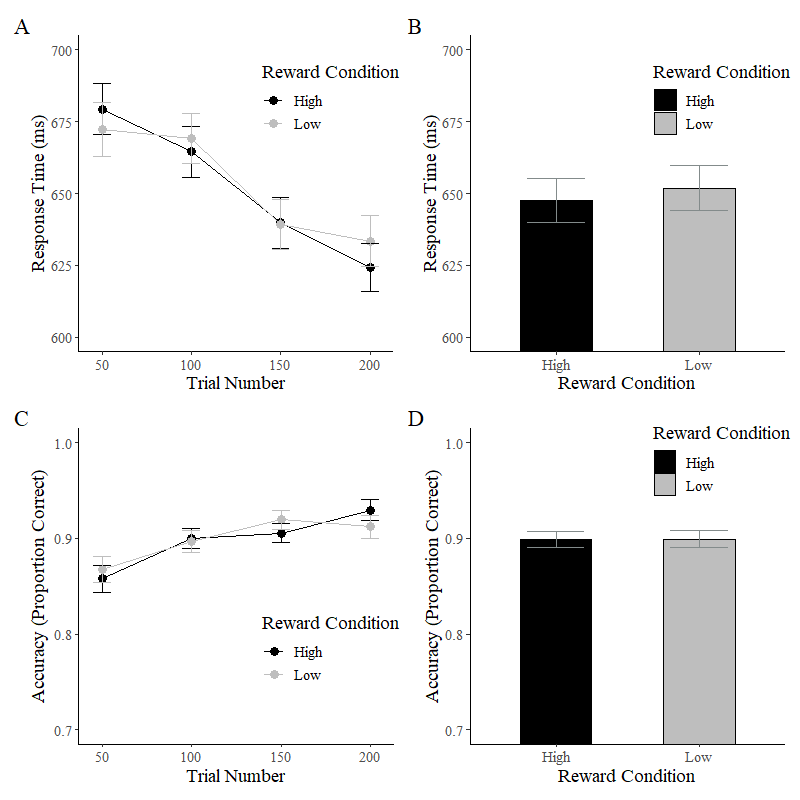 A
Response Time (ms)
700
675
650
625
600
Reward Condition
High
Low
50
100
150
200
Trial Number
B
Response Time (ms)
700
675
650
625
600
Reward Condition
High
Low
High
Low
Reward Condition
C
Accuracy (Proportion Correct)
1.0
0.9
0.8
0.7
Reward Condition
High
Low
50
100
150
200
Trial Number
D
Accuracy (Proportion Correct)
1.0
0.9
0.8
0.7
Reward Condition
High
Low
High
Low
Reward Condition